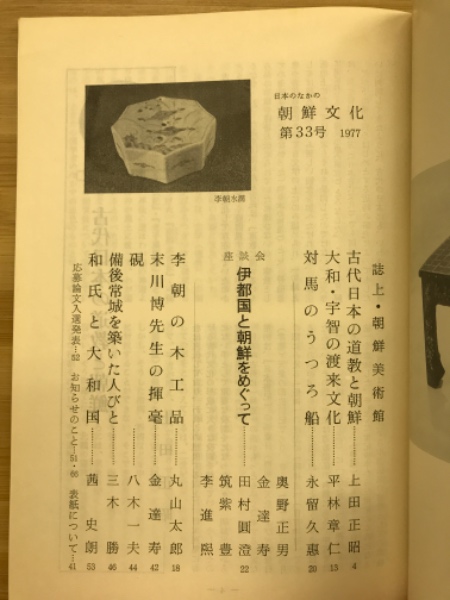 日本のなかの
朝鮮文化
第33号 1977
李朝水滴
誌上・朝鮮美術館
古代日本の道教と朝鮮………上田正昭 4
大和・宇智の渡来文化………平林章仁 13
対馬のうつろ船………永留久恵 20
座談会
伊都国と朝鮮をめぐって………
奥野正男
金達寿
田村圓澄 22
筑紫豊
李進熙
李朝の木工品………丸山太郎 18
末川博先生の揮毫………金達寿 42
硯………八木一夫 44
備後常城を築いた人びと………三木勝 46
和氏と大和国………茜史朗 53
応募論文入選発表…52 お知らせのこと…51・66 表紙について…41